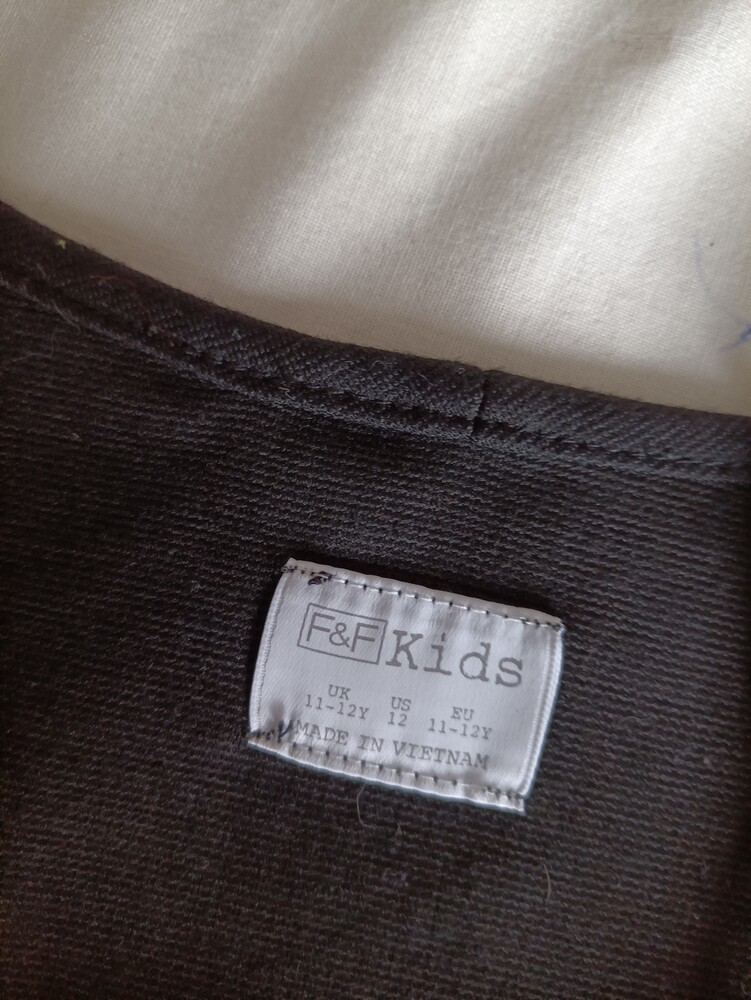 F&F Kids
UK US EU
11-12Y 12 11-12Y
MADE IN VIETNAM